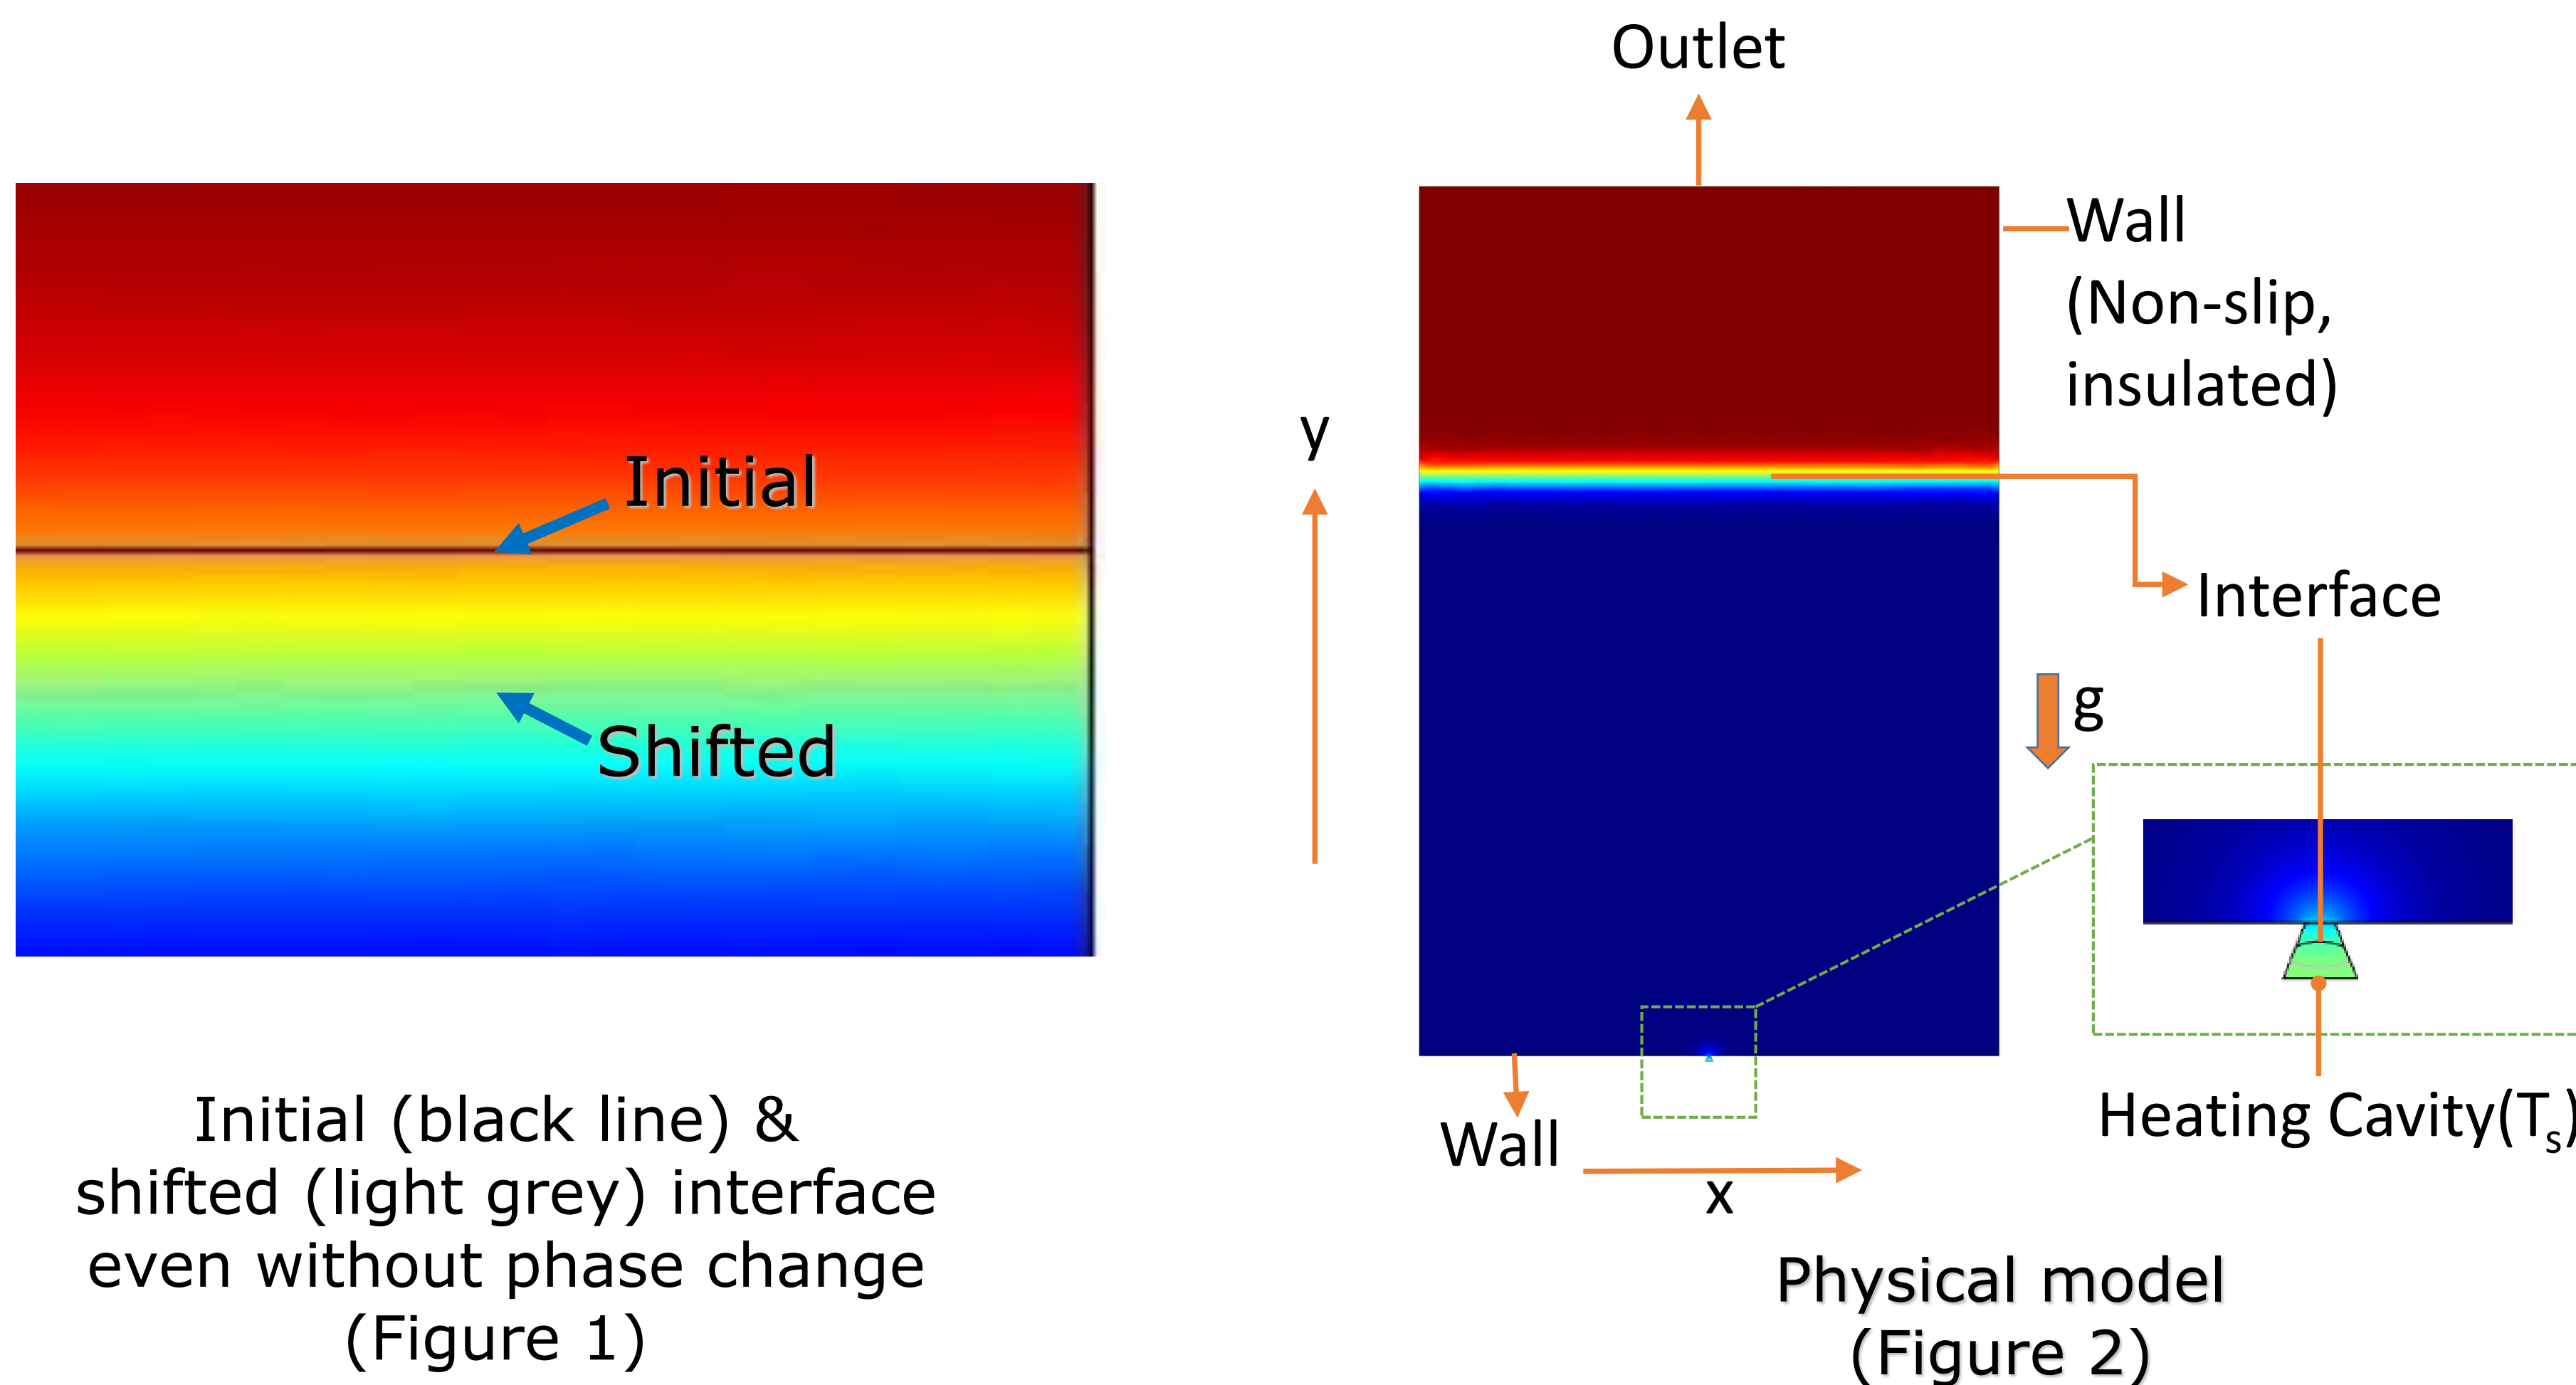 Initial
Shifted
Initial (black line) &
shifted (light grey) interface
even without phase change
(Figure 1)
Outlet
Wall
(Non-slip,
insulated)
y
Interface
g
Heating Cavity(Ts)
Wall
x
Physical model
(Figure 2)